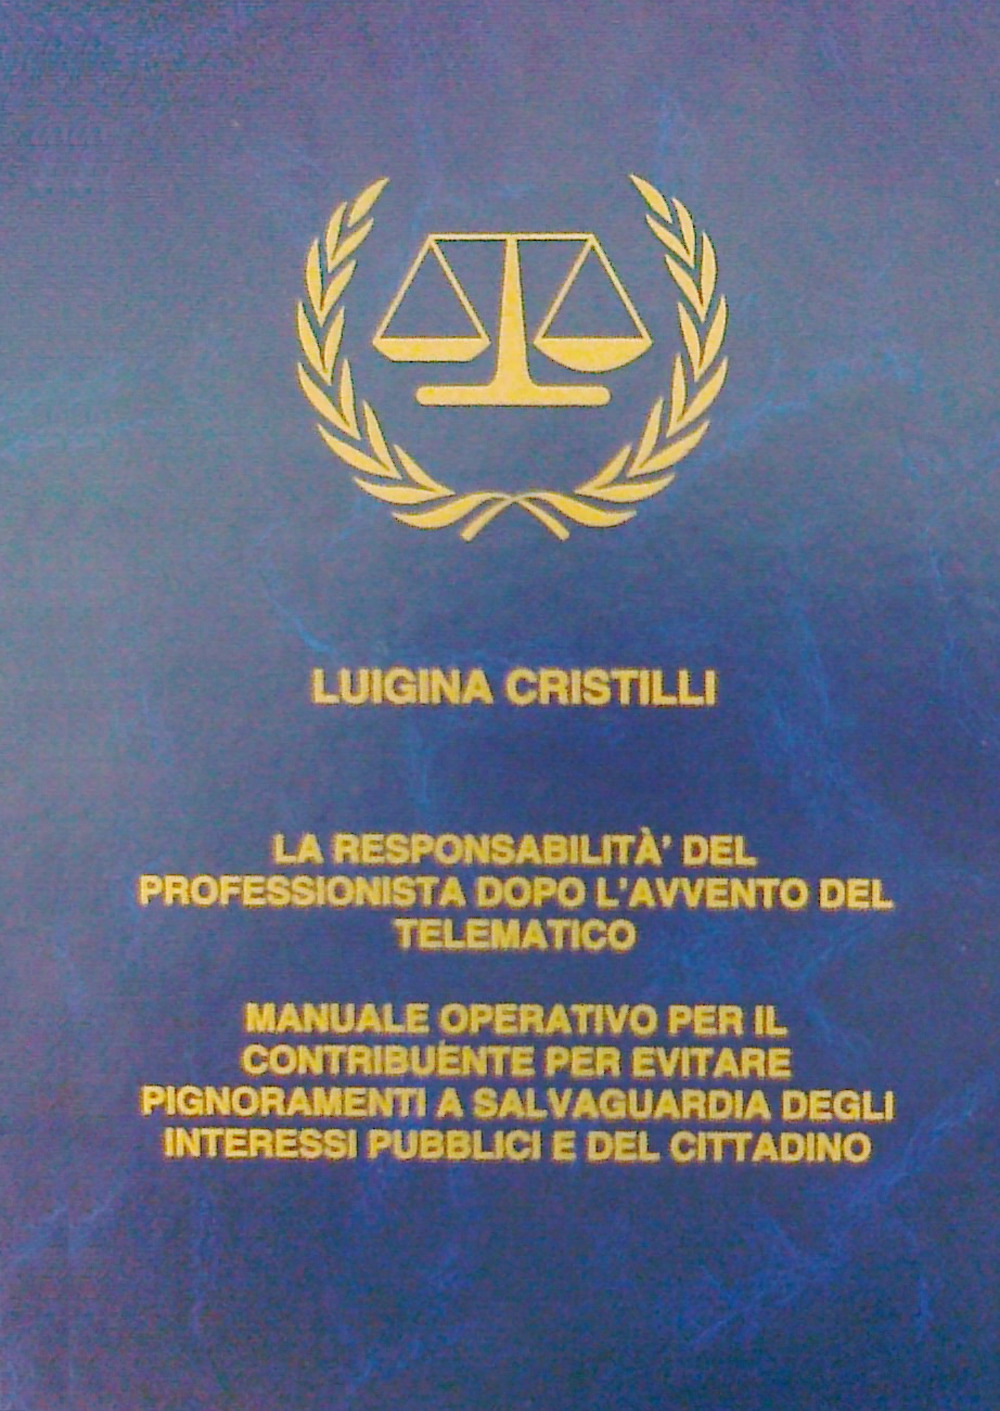 LUIGINA CRISTILLI
LA RESPONSABILITÀ' DEL
PROFESSIONISTA DOPO L'AVVENTO DEL
TELEMATICO
MANUALE OPERATIVO PER IL
CONTRIBUENTE PER EVITARE
PIGNORAMENTI A SALVAGUARDIA DEGLI
INTERESSI PUBBLICI E DEL CITTADINO